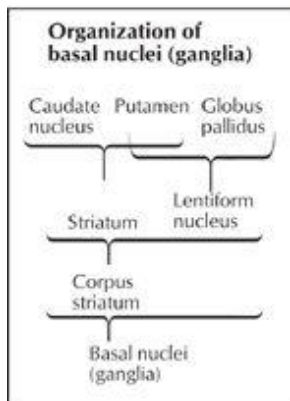 Organization of
basal nuclei (ganglia)
Caudate Putamen Globus
nucleus pallidus
Lentiform
Striatum nucleus
Corpus
striatum
Basal nuclei
(ganglia)